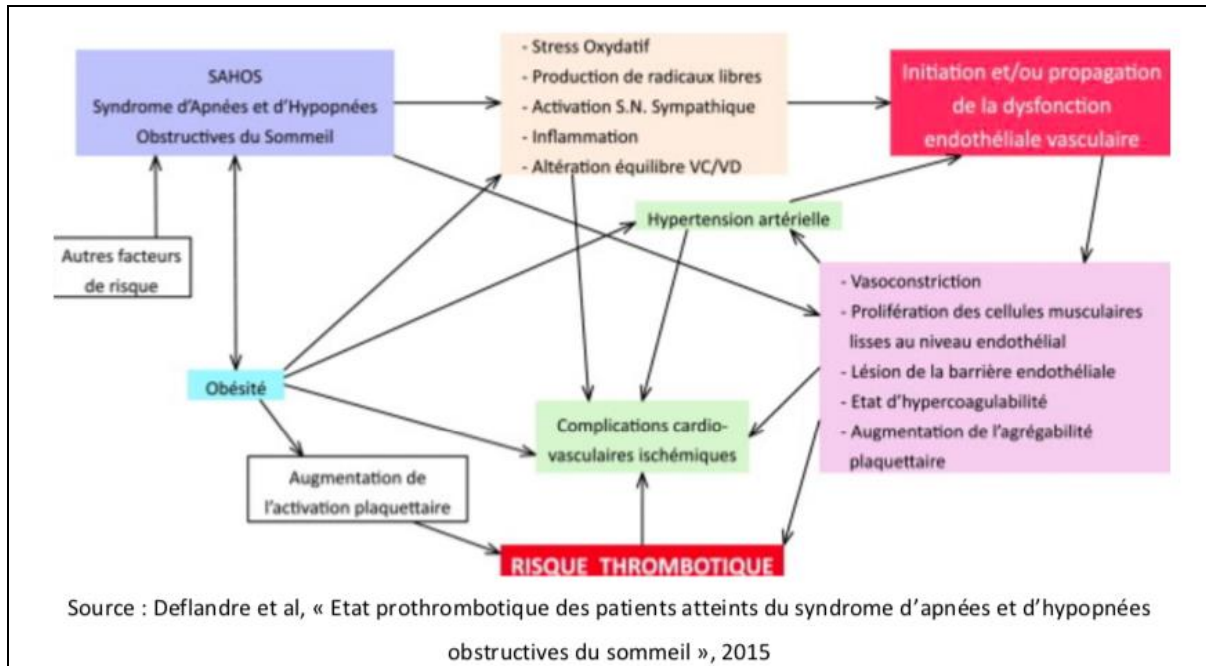 SAHOS
Syndrome d'Apnées et d'Hypopnées
Obstructives du Sommeil
- Stress Oxydatif
- Production de radicaux libres
- Activation S.N. Sympathique
- Inflammation
- Altération équilibre VC/VD
Initiation et/ou propagation
de la dysfonction
endothéliale vasculaire
Hypertension artérielle
Autres facteurs
de risque
- Vasoconstriction
- Prolifération des cellules musculaires
lisses au niveau endothélial
- Lésion de la barrière endothéliale
- Etat d'hypercoagulabilité
- Augmentation de l'agrégabilité
plaquettaire
Obésité
Complications cardio-
vasculaires ischémiques
Augmentation de
l'activation plaquettaire
RISQUE THROMBOTIQUE
Source : Deflandre et al, « Etat prothrombotique des patients atteints du syndrome d'apnées et d'hypopnées
obstructives du sommeil », 2015